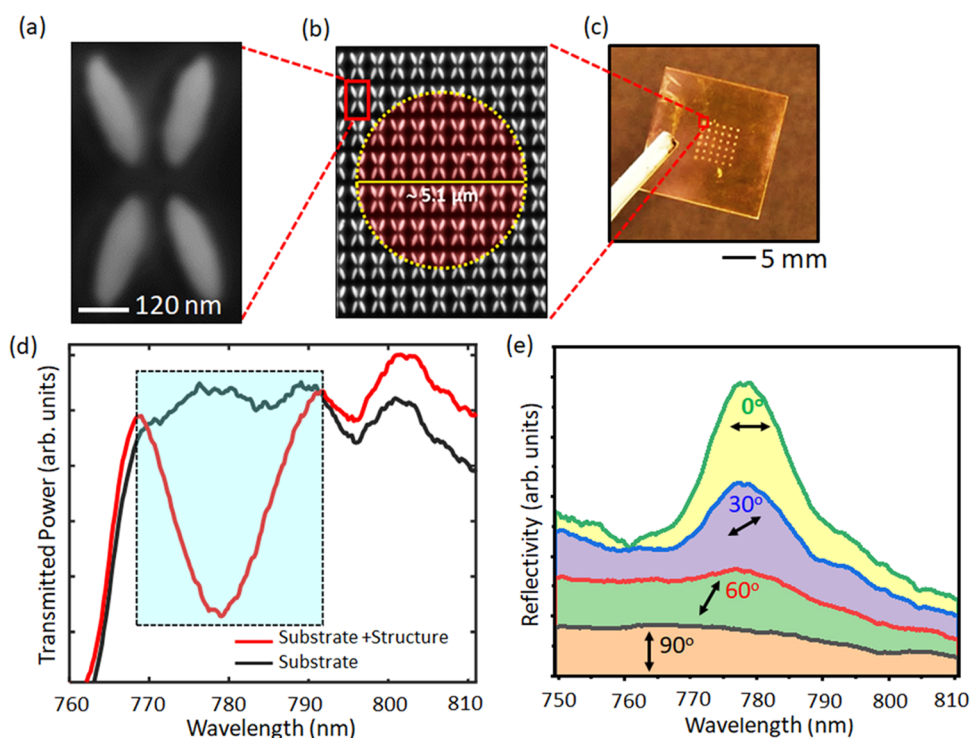 (a)
(b)
(c)
120 nm
~ 5.1 μm
5 mm
(d)
Transmitted Power (arb. units)
Substrate +Structure
Substrate
760 770 780 790 800 810
Wavelength (nm)
(e)
Reflectivity (arb. units)
0°
30°
60°
90°
750 760 770 780 790 800 810
Wavelength (nm)